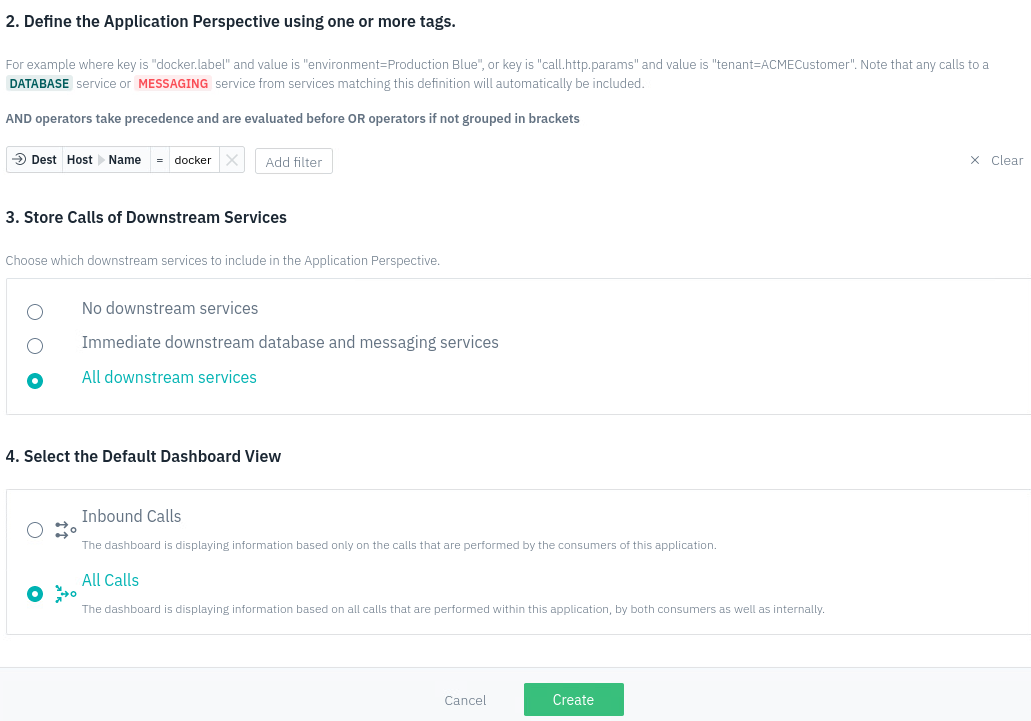 2. Define the Application Perspective using one or more tags.
For example where key is "docker.label" and value is "environment=Production Blue", or key is "call.http.params" and value is "tenant=ACMECustomer". Note that any calls to a
DATABASE service or MESSAGING service from services matching this definition will automatically be included.
AND operators take precedence and are evaluated before OR operators if not grouped in brackets
Dest Host Name = docker Add filter Clear
3. Store Calls of Downstream Services
Choose which downstream services to include in the Application Perspective.
No downstream services
Immediate downstream database and messaging services
All downstream services
4. Select the Default Dashboard View
Inbound Calls
The dashboard is displaying information based only on the calls that are performed by the consumers of this application.
All Calls
The dashboard is displaying information based on all calls that are performed within this application, by both consumers as well as internally.
Cancel Create